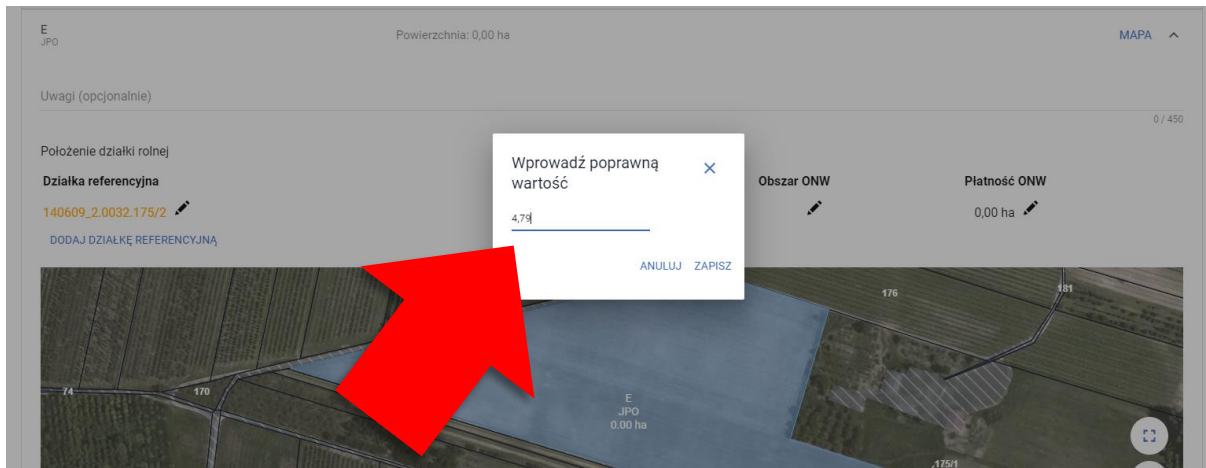 E
JPO
Powierzchnia: 0,00 ha
MAPA
Uwagi (opcjonalnie)
0 / 450
Położenie działki rolnej
Działka referencyjna
Obszar ONW
Płatność ONW
140609_2.0032.175/2
0,00 ha
DODAJ DZIAŁKĘ REFERENCYJNĄ
Wprowadź poprawną
wartość
4,79
ANULUJ ZAPISZ
176
181
74
170
E
JPO
0.00 ha
175/1